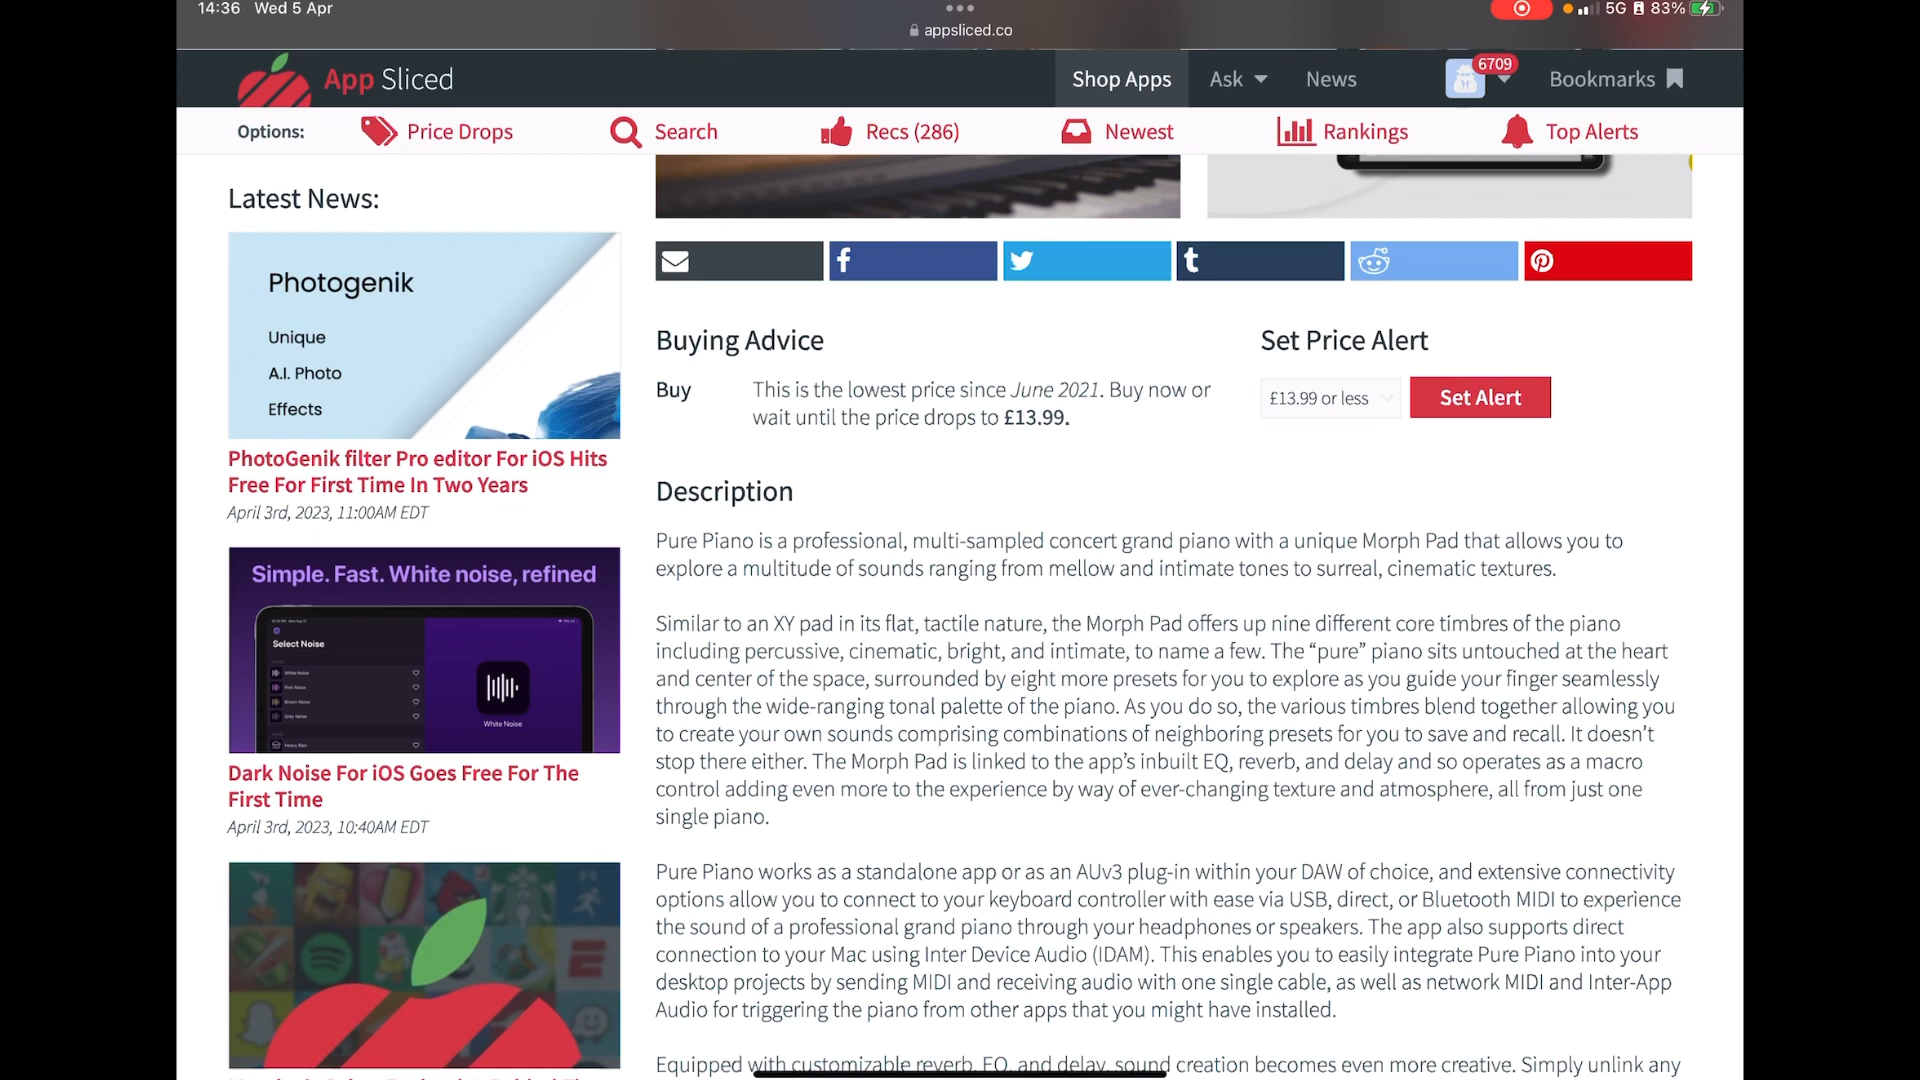 14:36 Wed 5 Apr
5G 83%
appsliced.co
App Sliced
Shop Apps
Ask
News
6709
Bookmarks
Options:
Price Drops
Search
Recs (286)
Newest
Rankings
Top Alerts
Latest News:
Photogenik
Unique
A.I. Photo
Effects
PhotoGenik filter Pro editor For iOS Hits
Free For First Time In Two Years
April 3rd, 2023, 11:00AM EDT
Simple. Fast. White noise, refined
Select Noise
White Noise
Pink Noise
Brown Noise
Grey Noise
Heavy Rain
White Noise
Dark Noise For iOS Goes Free For The
First Time
April 3rd, 2023, 10:40AM EDT
Buying Advice
Buy
This is the lowest price since June 2021. Buy now or
wait until the price drops to £13.99.
Set Price Alert
£13.99 or less
Set Alert
Description
Pure Piano is a professional, multi-sampled concert grand piano with a unique Morph Pad that allows you to
explore a multitude of sounds ranging from mellow and intimate tones to surreal, cinematic textures.
Similar to an XY pad in its flat, tactile nature, the Morph Pad offers up nine different core timbres of the piano
including percussive, cinematic, bright, and intimate, to name a few. The “pure” piano sits untouched at the heart
and center of the space, surrounded by eight more presets for you to explore as you guide your finger seamlessly
through the wide-ranging tonal palette of the piano. As you do so, the various timbres blend together allowing you
to create your own sounds comprising combinations of neighboring presets for you to save and recall. It doesn’t
stop there either. The Morph Pad is linked to the app’s inbuilt EQ, reverb, and delay and so operates as a macro
control adding even more to the experience by way of ever-changing texture and atmosphere, all from just one
single piano.
Pure Piano works as a standalone app or as an AUv3 plug-in within your DAW of choice, and extensive connectivity
options allow you to connect to your keyboard controller with ease via USB, direct, or Bluetooth MIDI to experience
the sound of a professional grand piano through your headphones or speakers. The app also supports direct
connection to your Mac using Inter Device Audio (IDAM). This enables you to easily integrate Pure Piano into your
desktop projects by sending MIDI and receiving audio with one single cable, as well as network MIDI and Inter-App
Audio for triggering the piano from other apps that you might have installed.
Equipped with customizable reverb, EQ, and delay, sound creation becomes even more creative. Simply unlink any